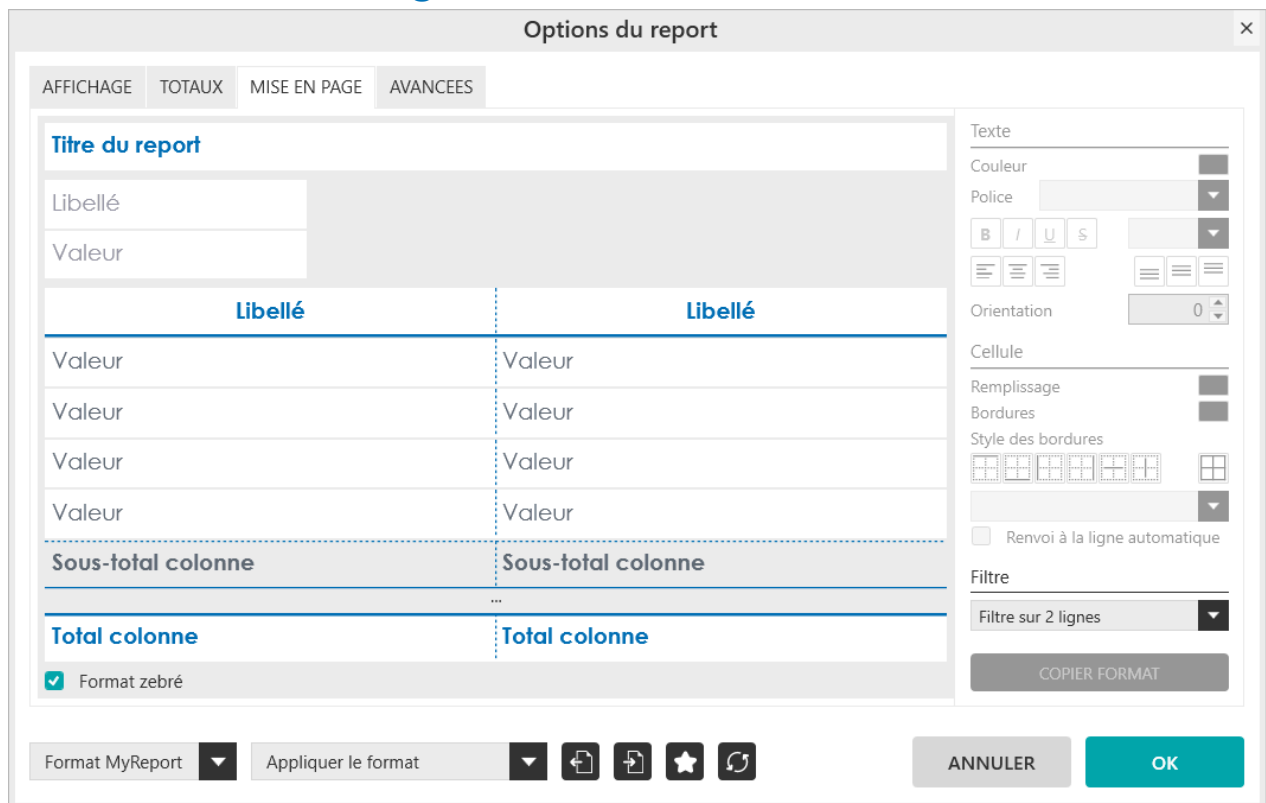 Options du report
AFFICHAGE TOTAUX MISE EN PAGE AVANCEES
Titre du report
Libellé
Valeur
Libellé Libellé
Valeur Valeur
Valeur Valeur
Valeur Valeur
Valeur Valeur
Sous-total colonne Sous-total colonne
...
Total colonne Total colonne
Format zebré
Texte
Couleur
Police
B I U S
Orientation 0
Cellule
Remplissage
Bordures
Style des bordures
Renvoi à la ligne automatique
Filtre
Filtre sur 2 lignes
COPIER FORMAT
Format MyReport Appliquer le format ANNULER OK